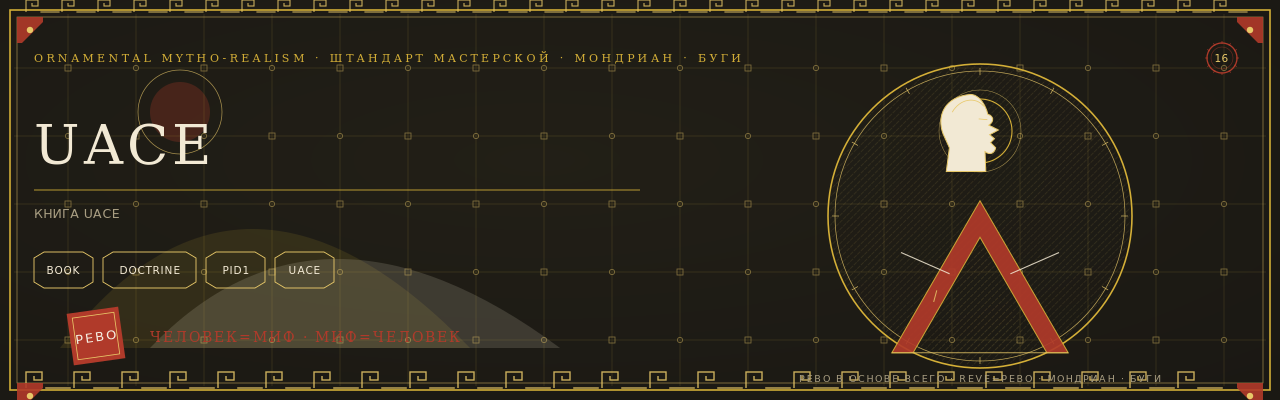 ORNAMENTAL MYTHO-REALISM · ШТАНДАРТ МАСТЕРСКОЙ · МОНДРИАН · БУГИ
16
UACE
КНИГА UACE
BOOK DOCTRINE PID1 UACE
РЕВО
ЧЕЛОВЕК=МИФ · МИФ=ЧЕЛОВЕК
РЕВО В ОСНОВЕ ВСЕГО · REVE=РЕВО · МОНДРИАН · БУГИ